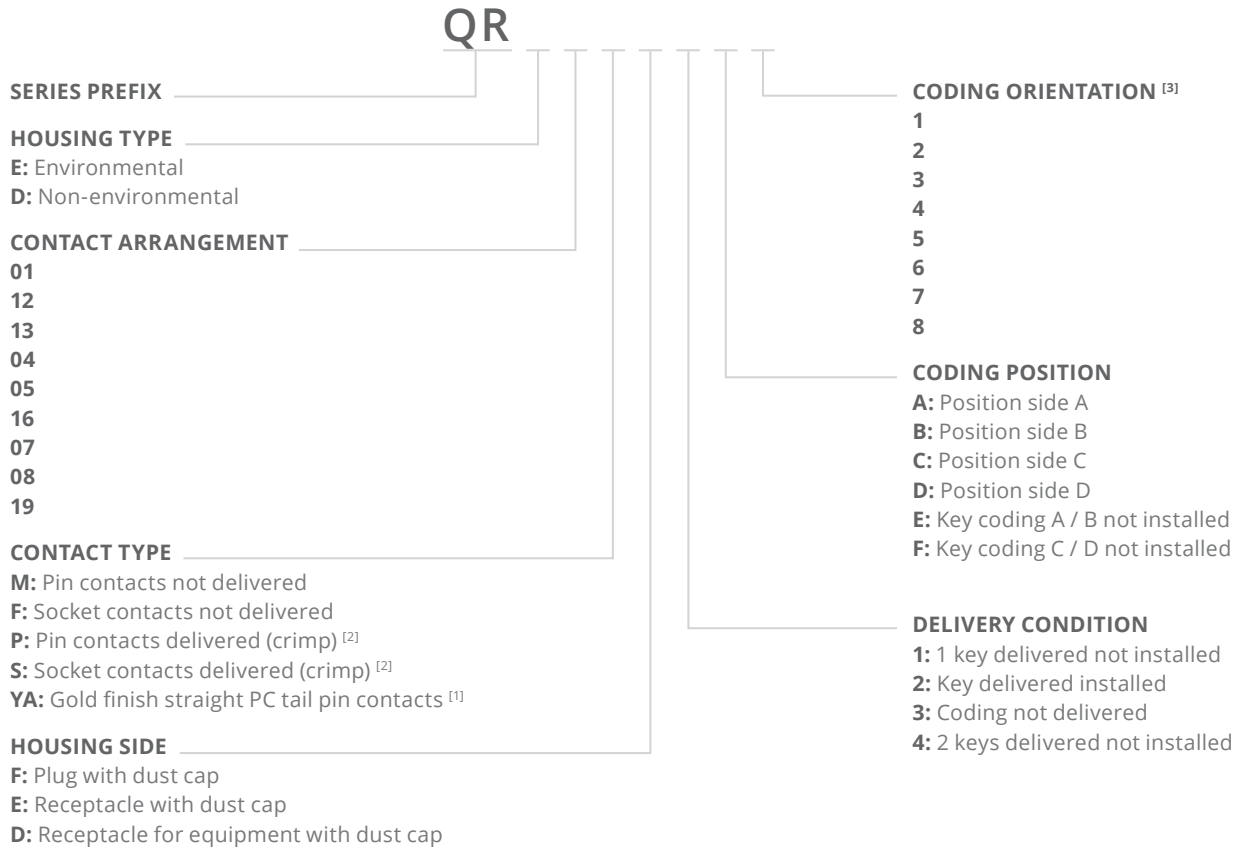 QR
SERIES PREFIX
HOUSING TYPE
E: Environmental
D: Non-environmental
CONTACT ARRANGEMENT
01
12
13
04
05
16
07
08
19
CONTACT TYPE
M: Pin contacts not delivered
F: Socket contacts not delivered
P: Pin contacts delivered (crimp) [2]
S: Socket contacts delivered (crimp) [2]
YA: Gold finish straight PC tail pin contacts [1]
HOUSING SIDE
F: Plug with dust cap
E: Receptacle with dust cap
D: Receptacle for equipment with dust cap
CODING ORIENTATION [3]
1
2
3
4
5
6
7
8
CODING POSITION
A: Position side A
B: Position side B
C: Position side C
D: Position side D
E: Key coding A / B not installed
F: Key coding C / D not installed
DELIVERY CONDITION
1: 1 key delivered not installed
2: Key delivered installed
3: Coding not delivered
4: 2 keys delivered not installed